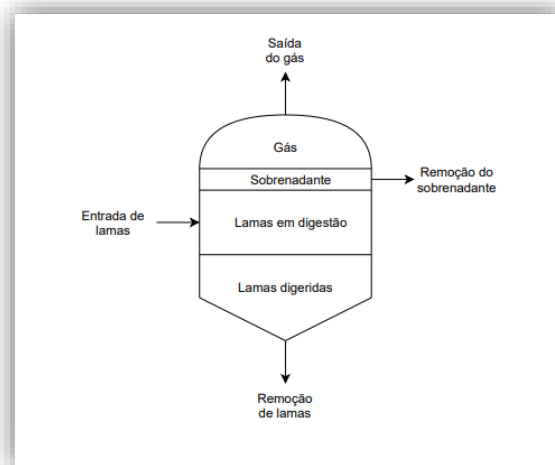 Saída
do gás
Gás
Sobrenadante
Remoção do
sobrenadante
Entrada de
lamas
Lamas em digestão
Lamas digeridas
Remoção
de lamas